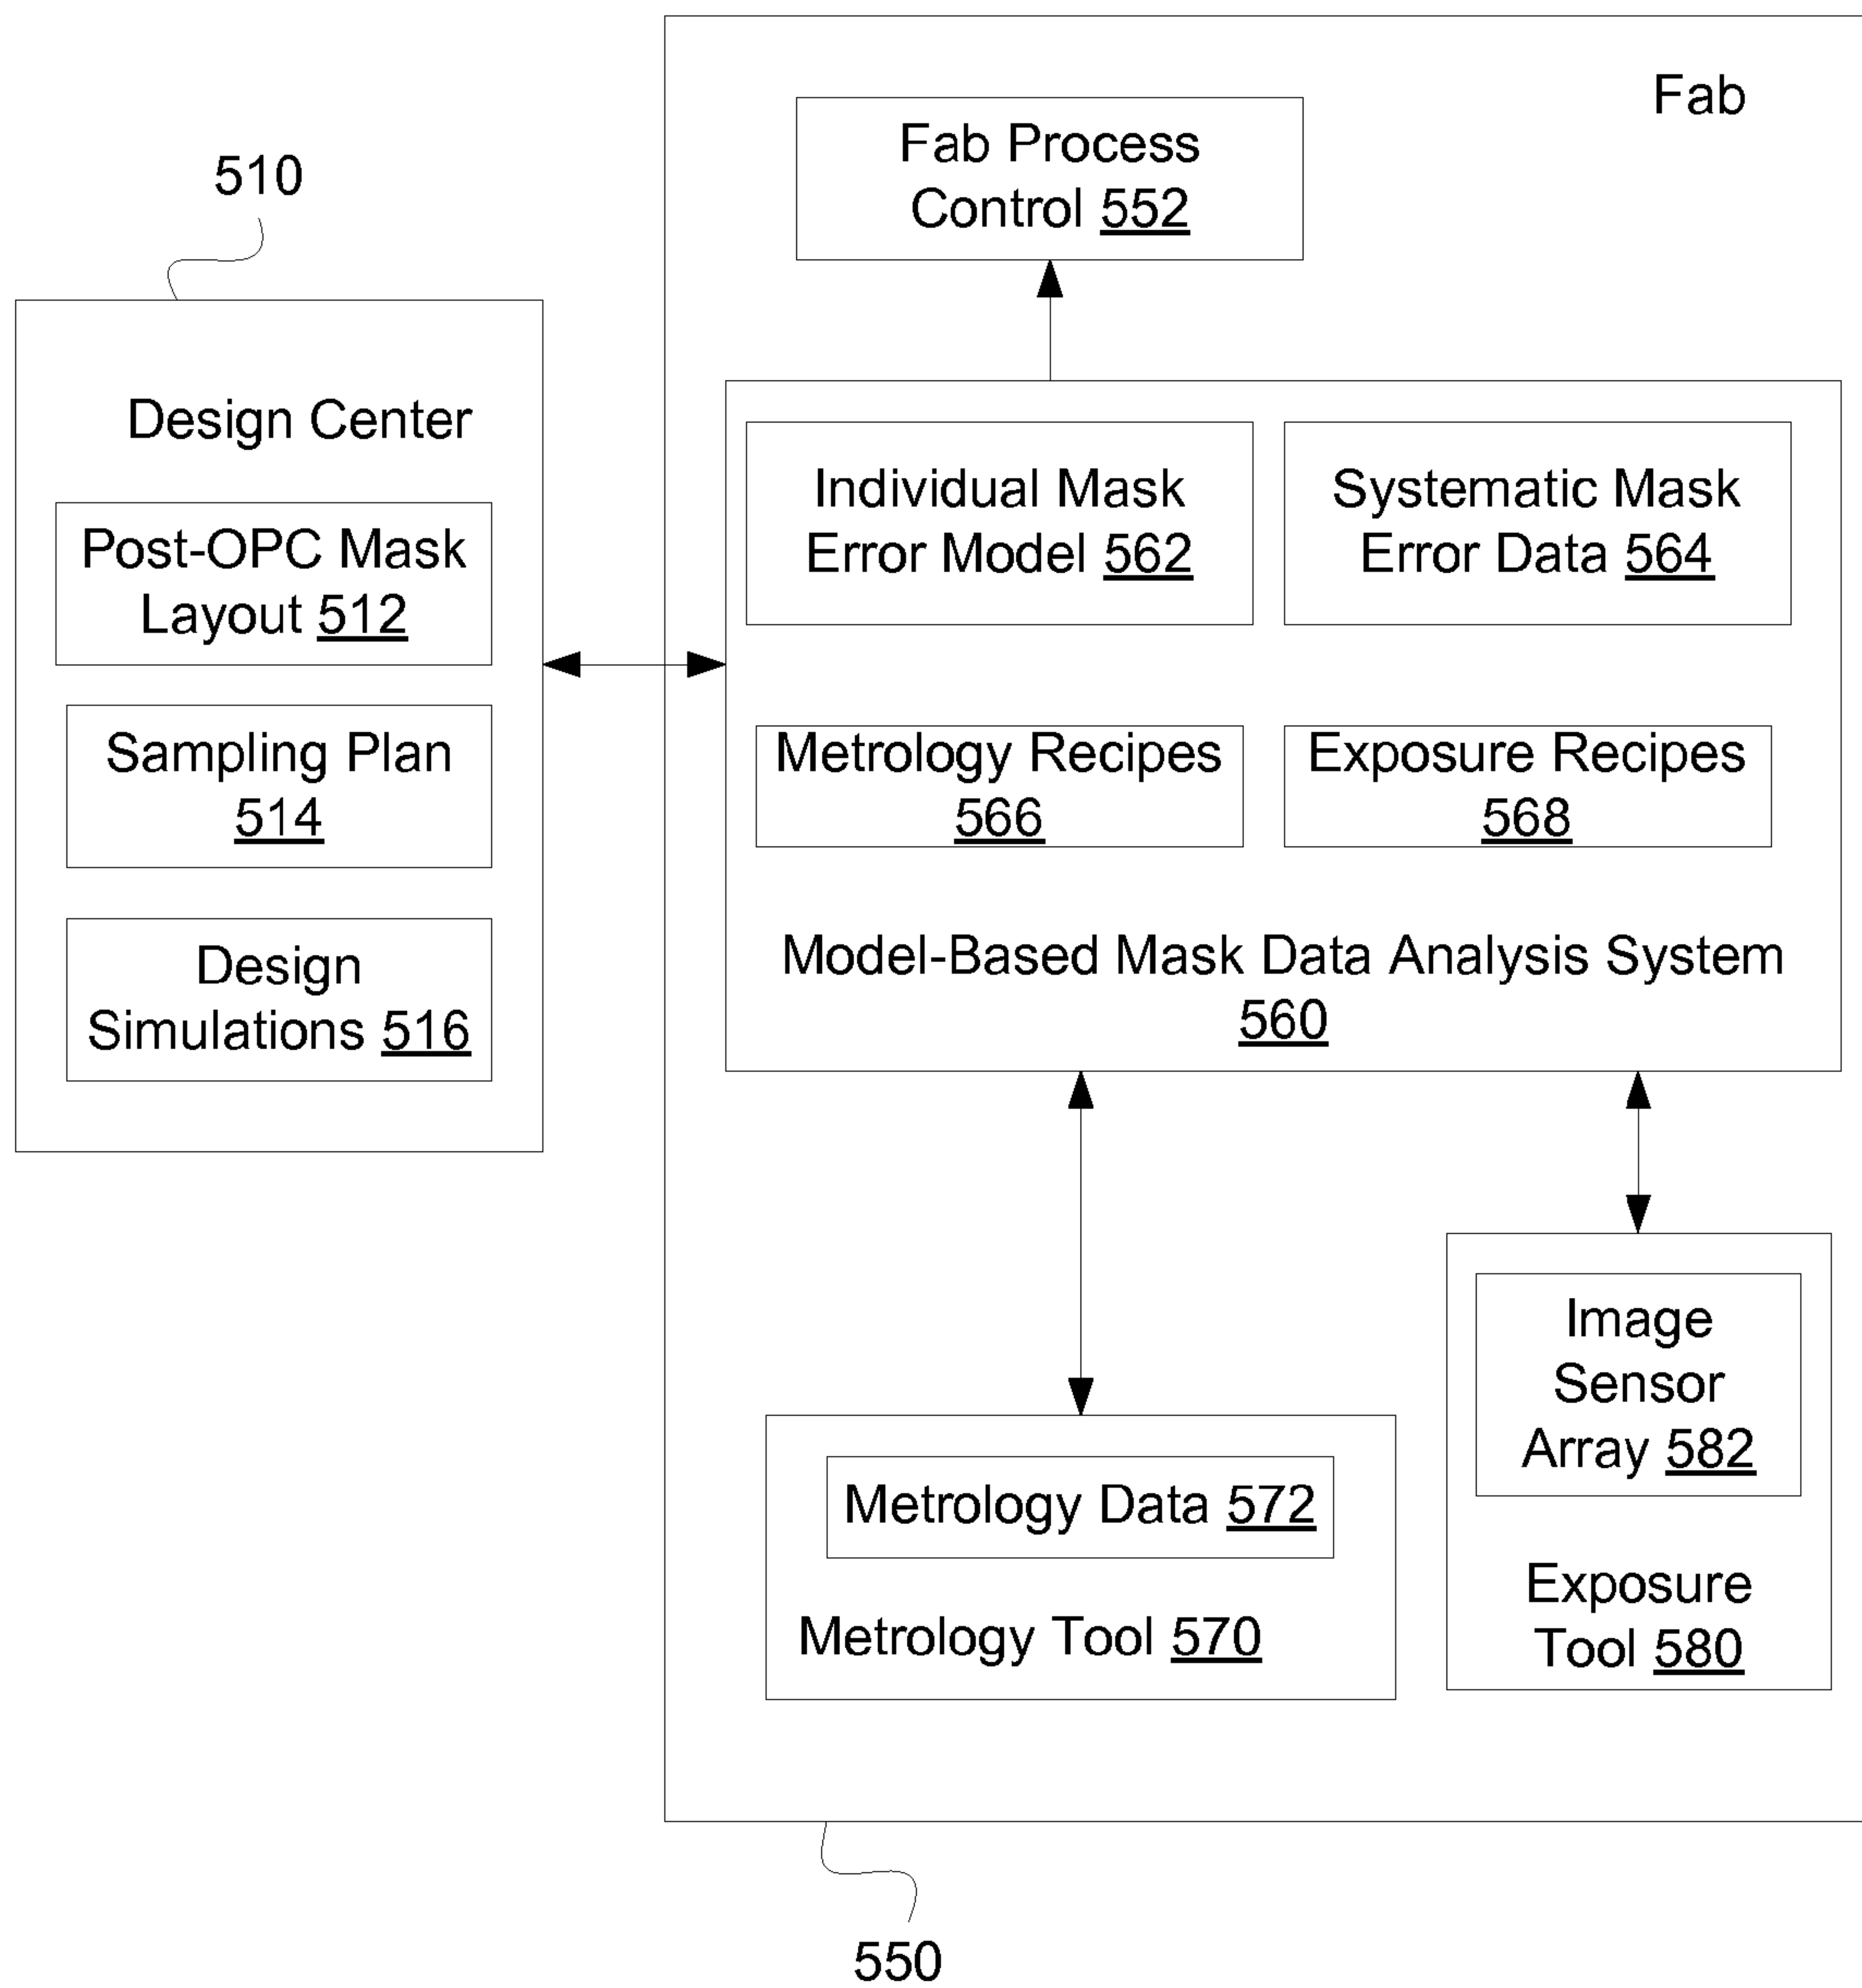 510
Design Center
Post-OPC Mask
Layout 512
Sampling Plan
514
Design
Simulations 516
Fab
Fab Process
Control 552
Individual Mask
Error Model 562
Systematic Mask
Error Data 564
Metrology Recipes
566
Exposure Recipes
568
Model-Based Mask Data Analysis System
560
Metrology Data 572
Metrology Tool 570
Image
Sensor
Array 582
Exposure
Tool 580
550